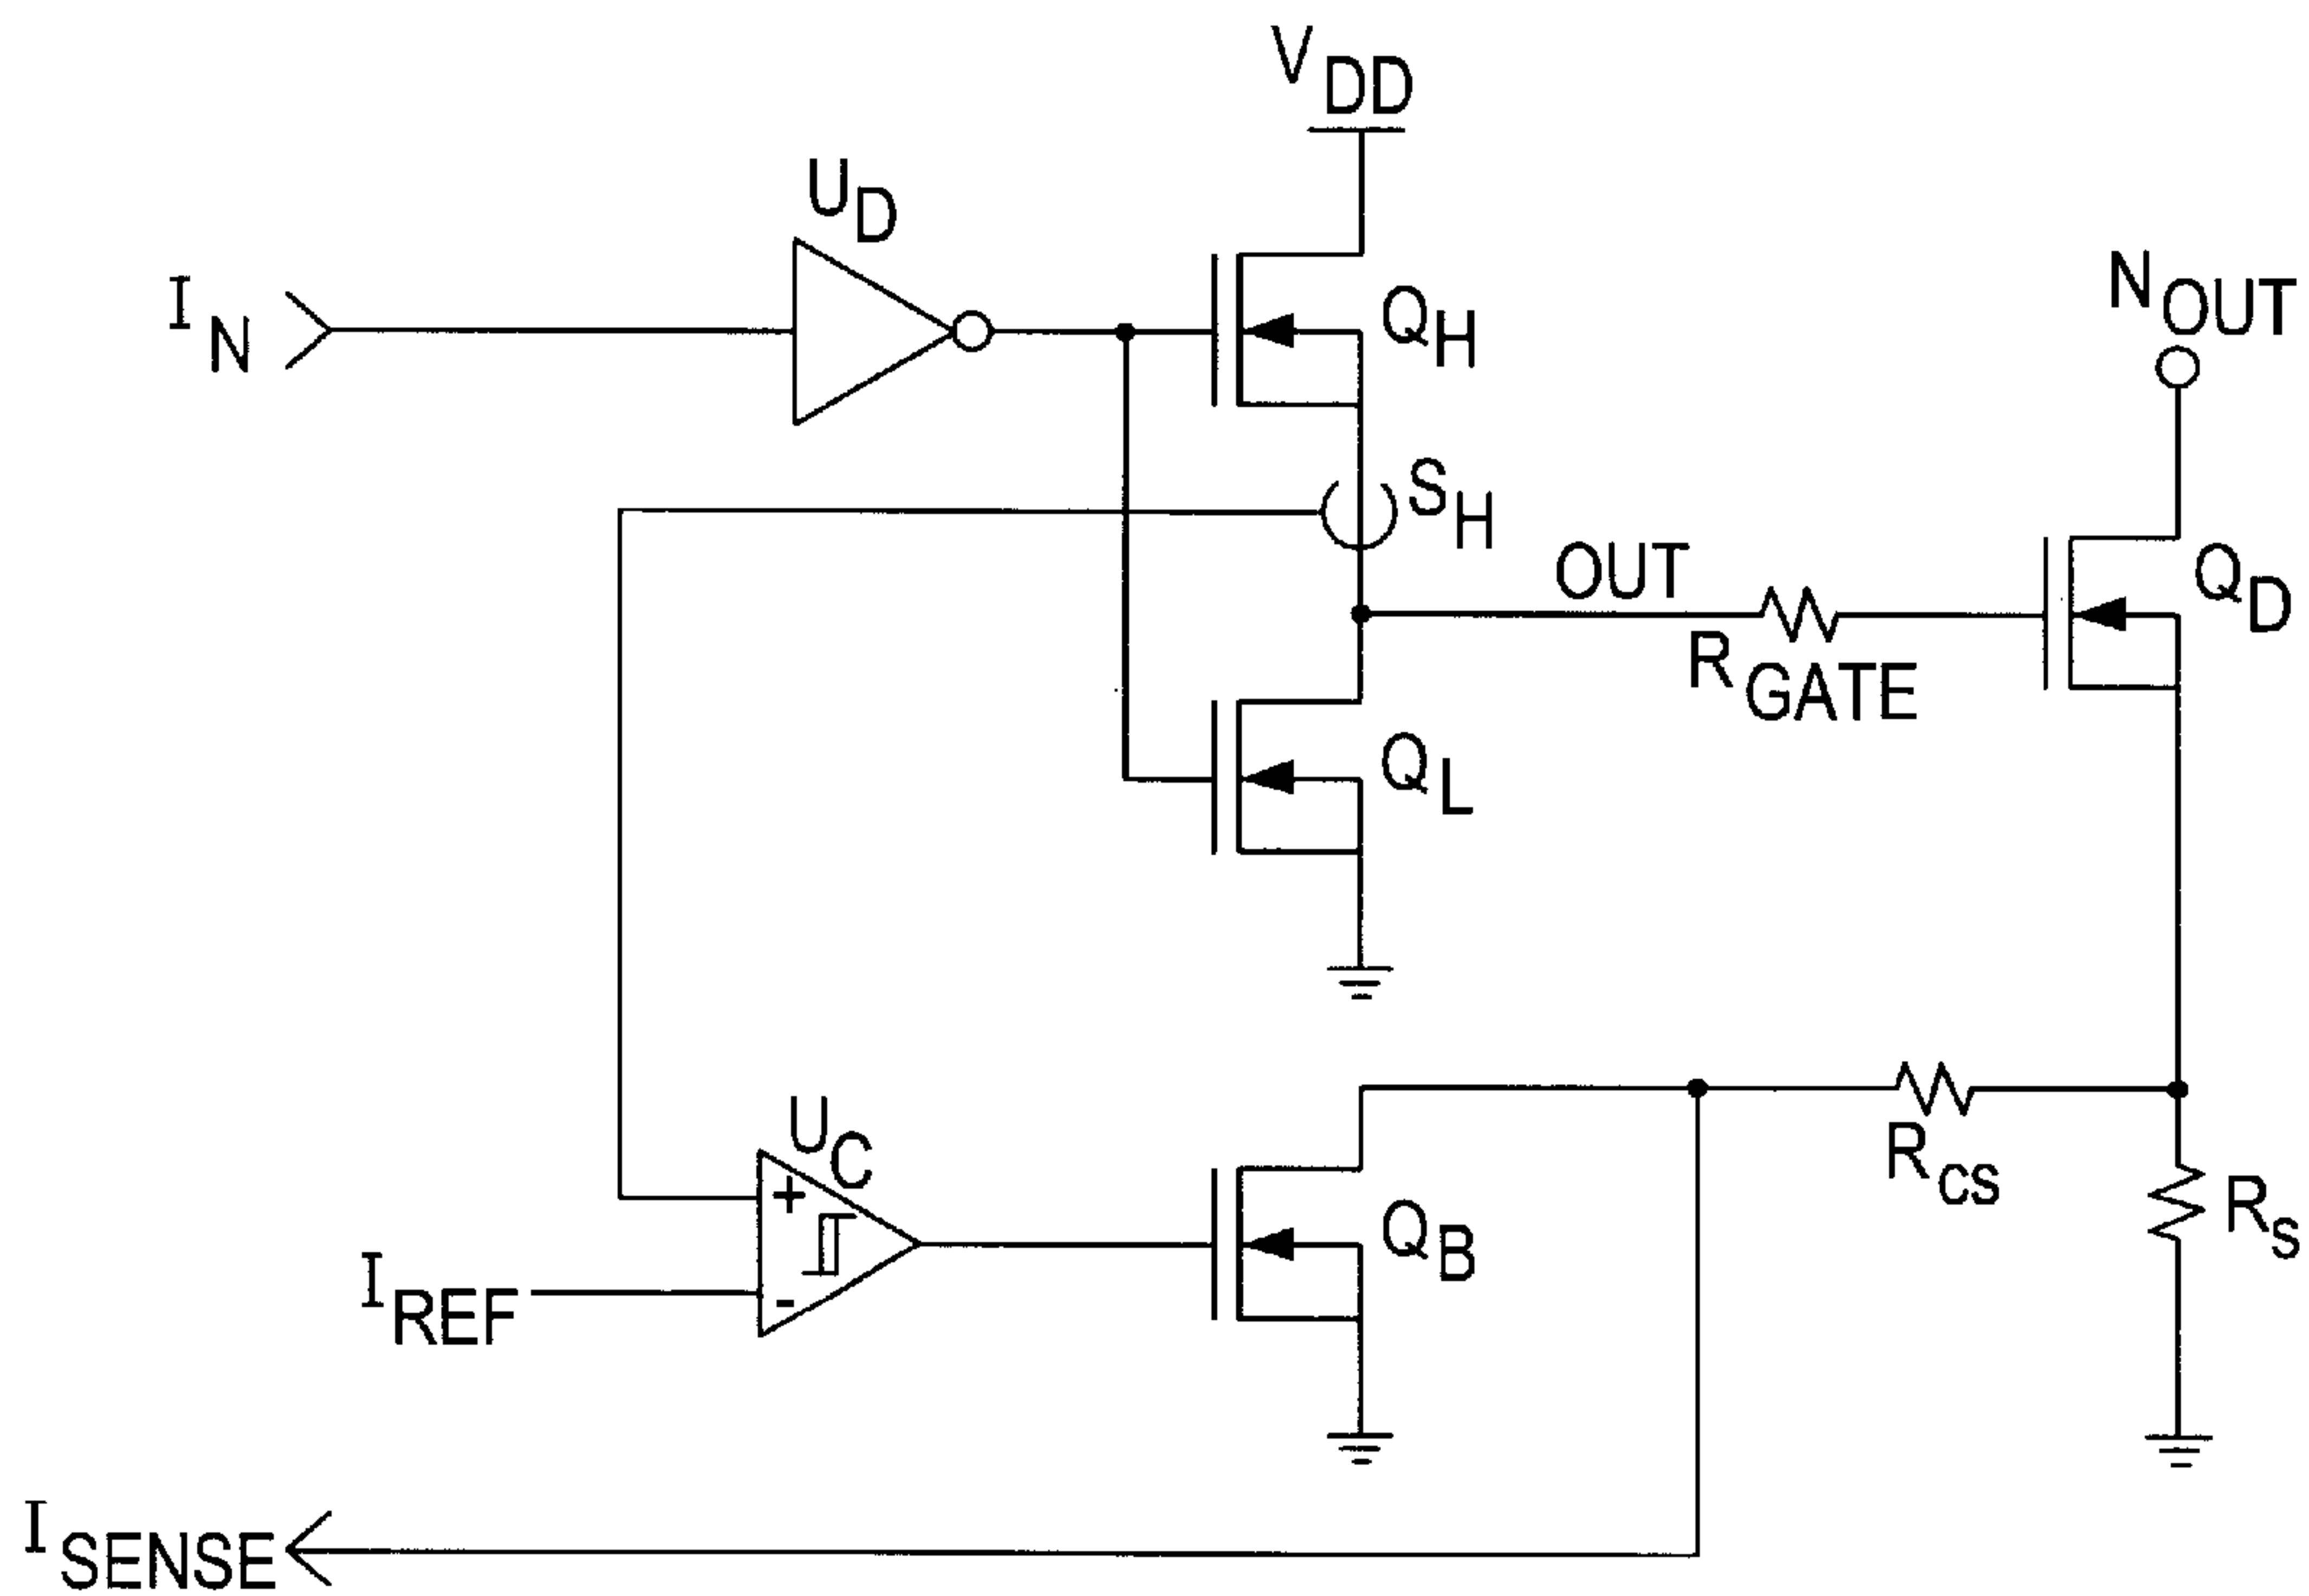 VDD
UD
IN
QH
NOUT
SH
OUT
QD
RGATE
QL
UC
+
RCS
QB
RS
IREF
-
ISENSE